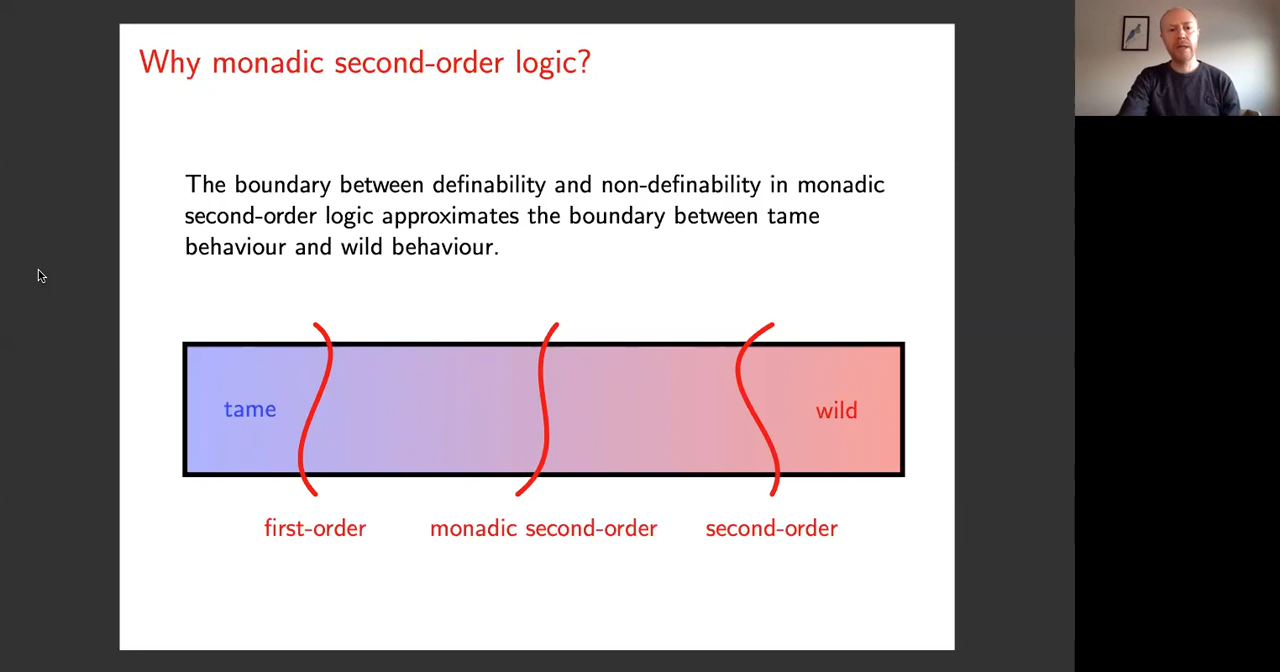 Why monadic second-order logic?
The boundary between definability and non-definability in monadic
second-order logic approximates the boundary between tame
behaviour and wild behaviour.
tame
wild
first-order
monadic second-order
second-order